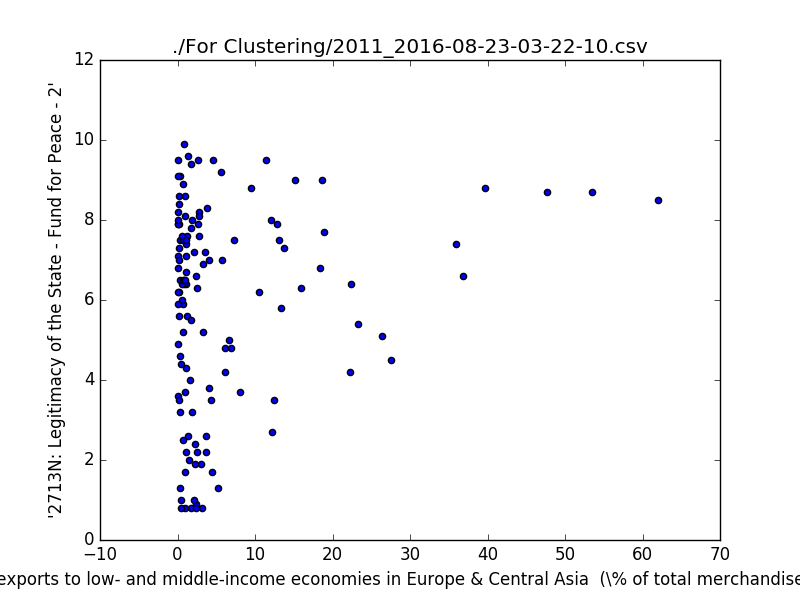 ./For Clustering/2011_2016-08-23-03-22-10.csv
12
10
8
6
4
2
0
'2713N: Legitimacy of the State - Fund for Peace - 2'
−10 0 10 20 30 40 50 60 70
exports to low- and middle-income economies in Europe & Central Asia (\% of total merchandise